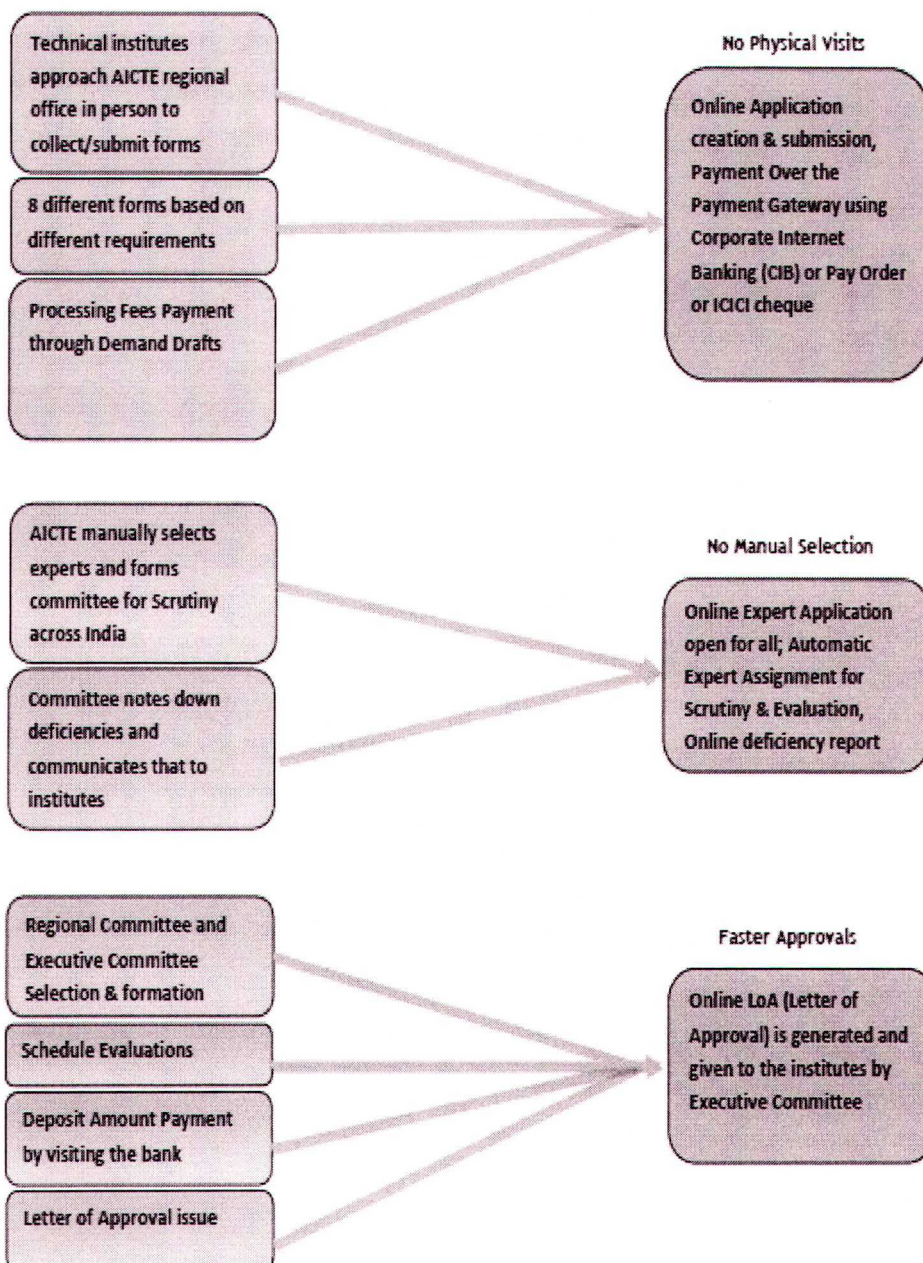 Technical institutes
approach AICTE regional
office in person to
collect/submit forms
8 different forms based on
different requirements
Processing Fees Payment
through Demand Drafts
No Physical Visits
Online Application
creation & submission,
Payment Over the
Payment Gateway using
Corporate Internet
Banking (CIB) or Pay Order
or ICICI cheque
AICTE manually selects
experts and forms
committee for Scrutiny
across India
Committee notes down
deficiencies and
communicates that to
institutes
No Manual Selection
Online Expert Application
open for all; Automatic
Expert Assignment for
Scrutiny & Evaluation,
Online deficiency report
Regional Committee and
Executive Committee
Selection & formation
Schedule Evaluations
Deposit Amount Payment
by visiting the bank
Letter of Approval issue
Faster Approvals
Online LoA (Letter of
Approval) is generated and
given to the institutes by
Executive Committee